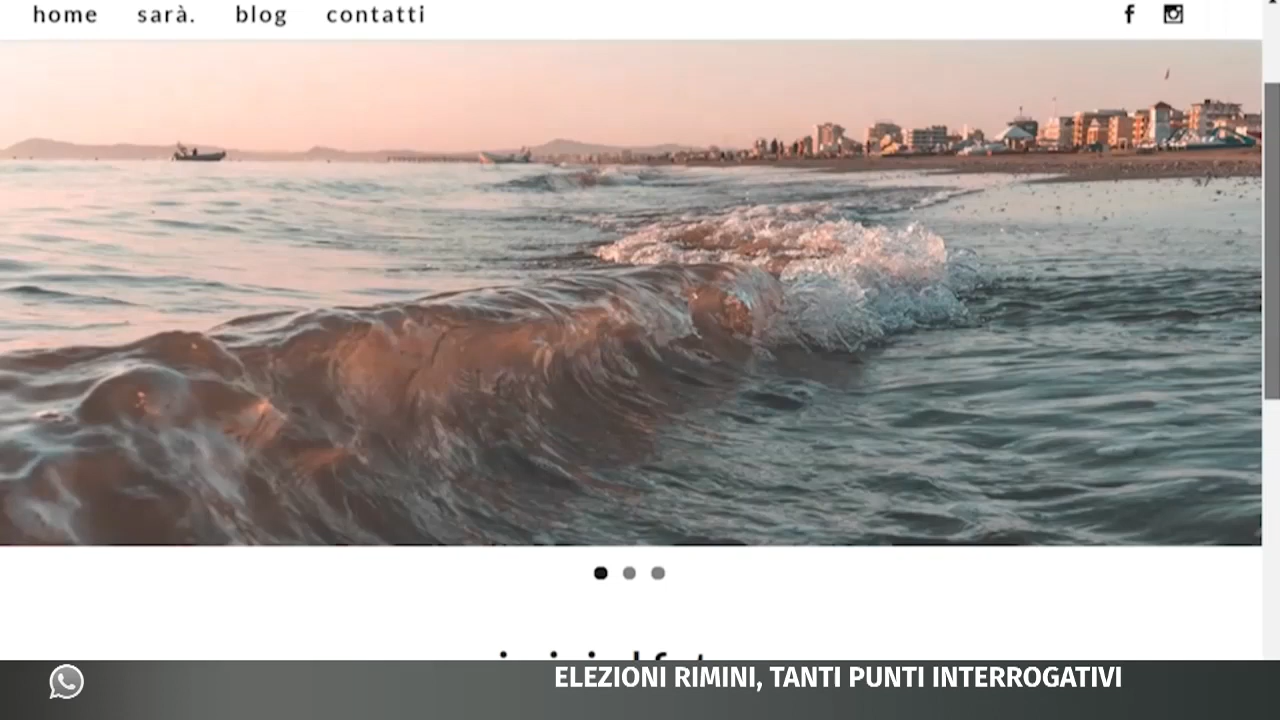 home sarà. blog contatti
ELEZIONI RIMINI, TANTI PUNTI INTERROGATIVI